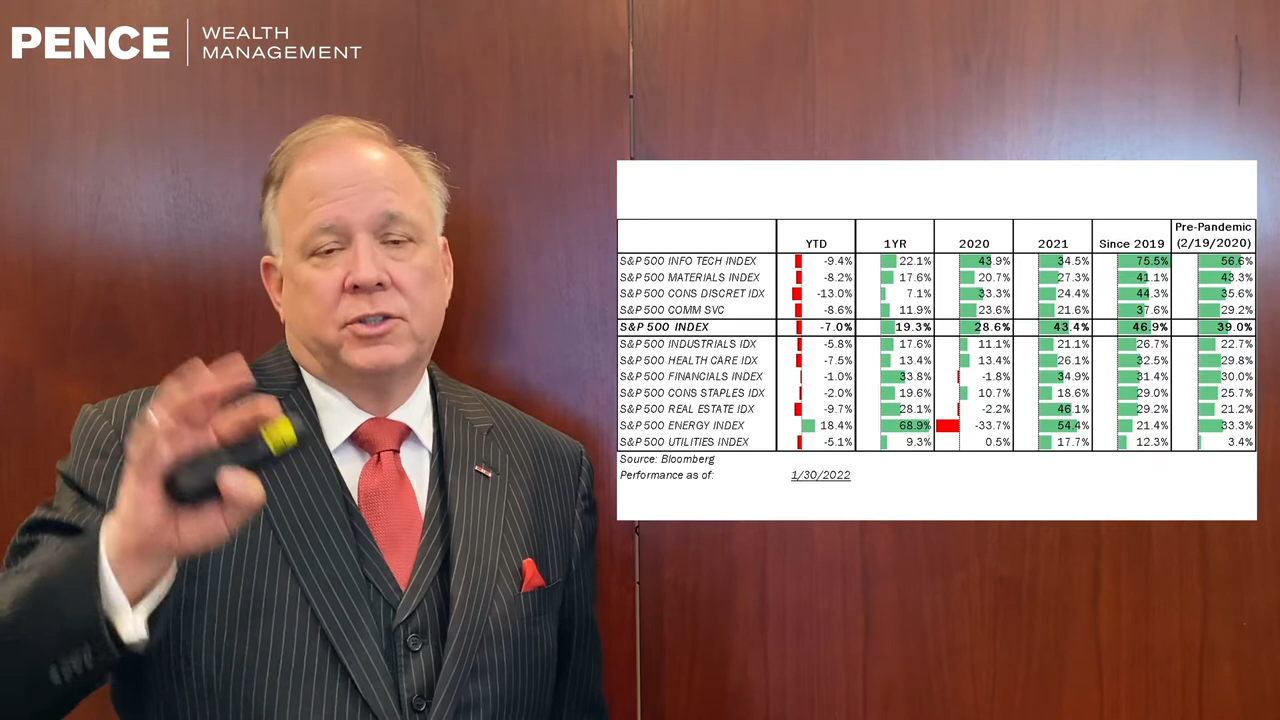 PENCE WEALTH MANAGEMENT
YTD 1YR 2020 2021 Since 2019 Pre-Pandemic (2/19/2020)
S&P 500 INFO TECH INDEX -9.4% 22.1% 43.9% 34.5% 75.5% 56.6%
S&P 500 MATERIALS INDEX -8.2% 17.6% 20.7% 27.3% 41.1% 43.3%
S&P 500 CONS DISCRET IDX -13.0% 7.1% 33.3% 24.4% 44.3% 35.6%
S&P 500 COMM SVC -8.6% 11.9% 23.6% 21.6% 37.6% 29.2%
S&P 500 INDEX -7.0% 19.3% 28.6% 43.4% 46.9% 39.0%
S&P 500 INDUSTRIALS IDX -5.8% 17.6% 11.1% 21.1% 26.7% 22.7%
S&P 500 HEALTH CARE IDX -7.5% 13.4% 13.4% 26.1% 32.5% 29.8%
S&P 500 FINANCIALS INDEX -1.0% 33.8% -1.8% 34.9% 31.4% 30.0%
S&P 500 CONS STAPLES IDX -2.0% 19.6% 10.7% 18.6% 29.0% 25.7%
S&P 500 REAL ESTATE IDX -9.7% 28.1% -2.2% 46.1% 29.2% 21.2%
S&P 500 ENERGY INDEX 18.4% 68.9% -33.7% 54.4% 21.4% 33.3%
S&P 500 UTILITIES INDEX -5.1% 9.3% 0.5% 17.7% 12.3% 3.4%
Source: Bloomberg
Performance as of: 1/30/2022